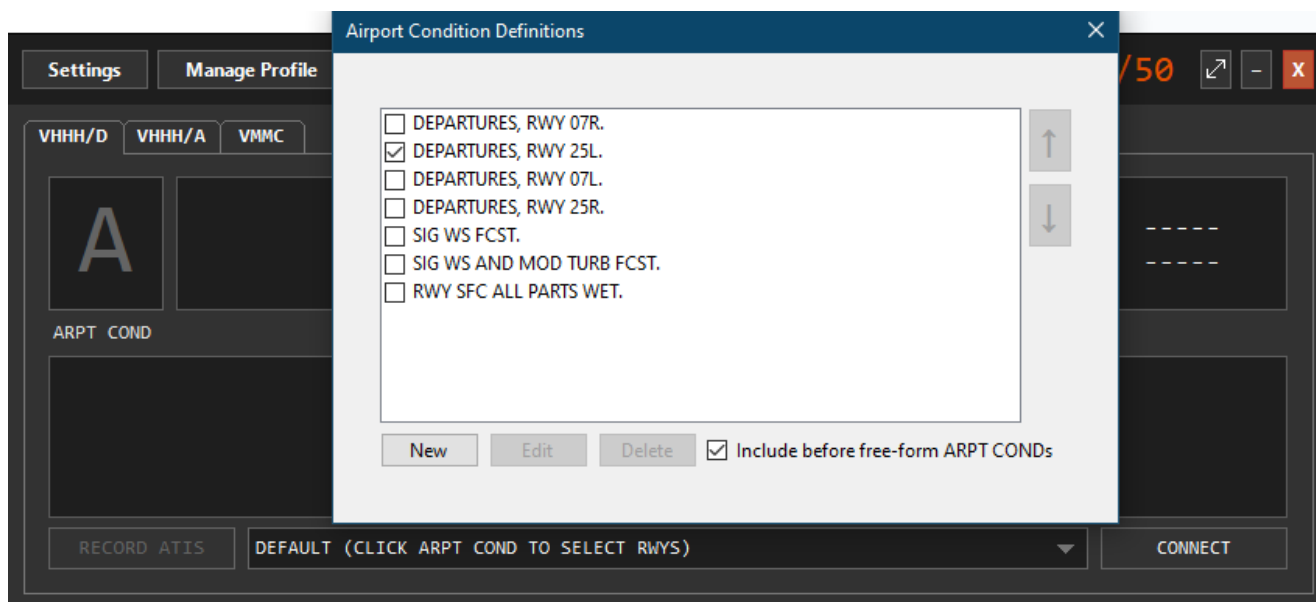 Airport Condition Definitions
Settings
Manage Profile
/50
X
VHHH/D
VHHH/A
VMMC
DEPARTURES, RWY 07R.
DEPARTURES, RWY 25L.
DEPARTURES, RWY 07L.
DEPARTURES, RWY 25R.
SIG WS FCST.
SIG WS AND MOD TURB FCST.
RWY SFC ALL PARTS WET.
A
-----
-----
ARPT COND
New
Edit
Delete
Include before free-form ARPT CONDs
RECORD ATIS
DEFAULT (CLICK ARPT COND TO SELECT RWYS)
CONNECT